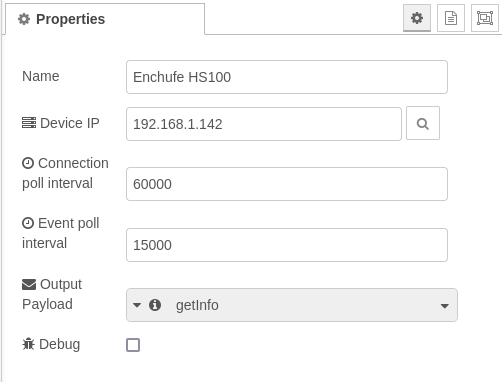 Properties
Name
Enchufe HS100
Device IP
192.168.1.142
Connection
poll interval
60000
Event poll
interval
15000
Output
Payload
getInfo
Debug